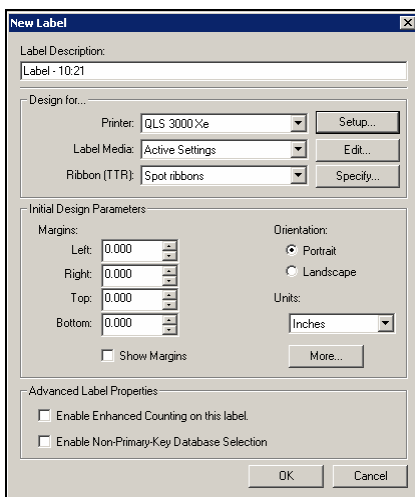 New Label
Label Description:
Label - 10:21
Design for...
Printer: QLS 3000 Xe Setup...
Label Media: Active Settings Edit...
Ribbon (TTR): Spot ribbons Specify...
Initial Design Parameters
Margins: Orientation:
Left: 0.000 Portrait
Right: 0.000 Landscape
Top: 0.000 Units:
Bottom: 0.000 Inches
Show Margins More...
Advanced Label Properties
Enable Enhanced Counting on this label.
Enable Non-Primary-Key Database Selection
OK Cancel